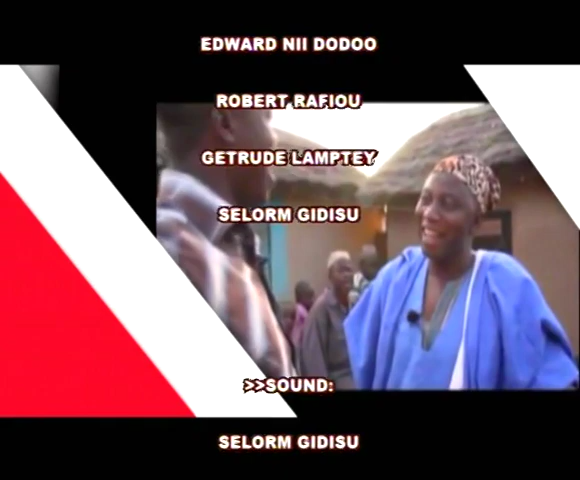 EDWARD NII DODOO
ROBERT RAFIOU
GETRUDE LAMPTEY
SELORM GIDISU
>>SOUND:
SELORM GIDISU